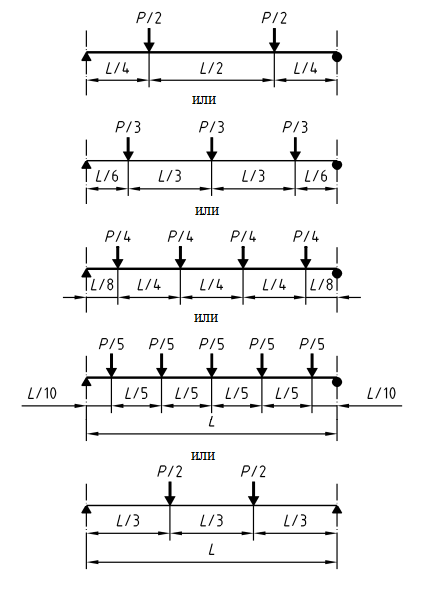 P/2 P/2
L/4 L/2 L/4
или
P/3 P/3 P/3
L/6 L/3 L/3 L/6
или
P/4 P/4 P/4 P/4
L/8 L/4 L/4 L/4 L/8
или
P/5 P/5 P/5 P/5 P/5
L/10 L/5 L/5 L/5 L/5 L/10
L
или
P/2 P/2
L/3 L/3 L/3
L